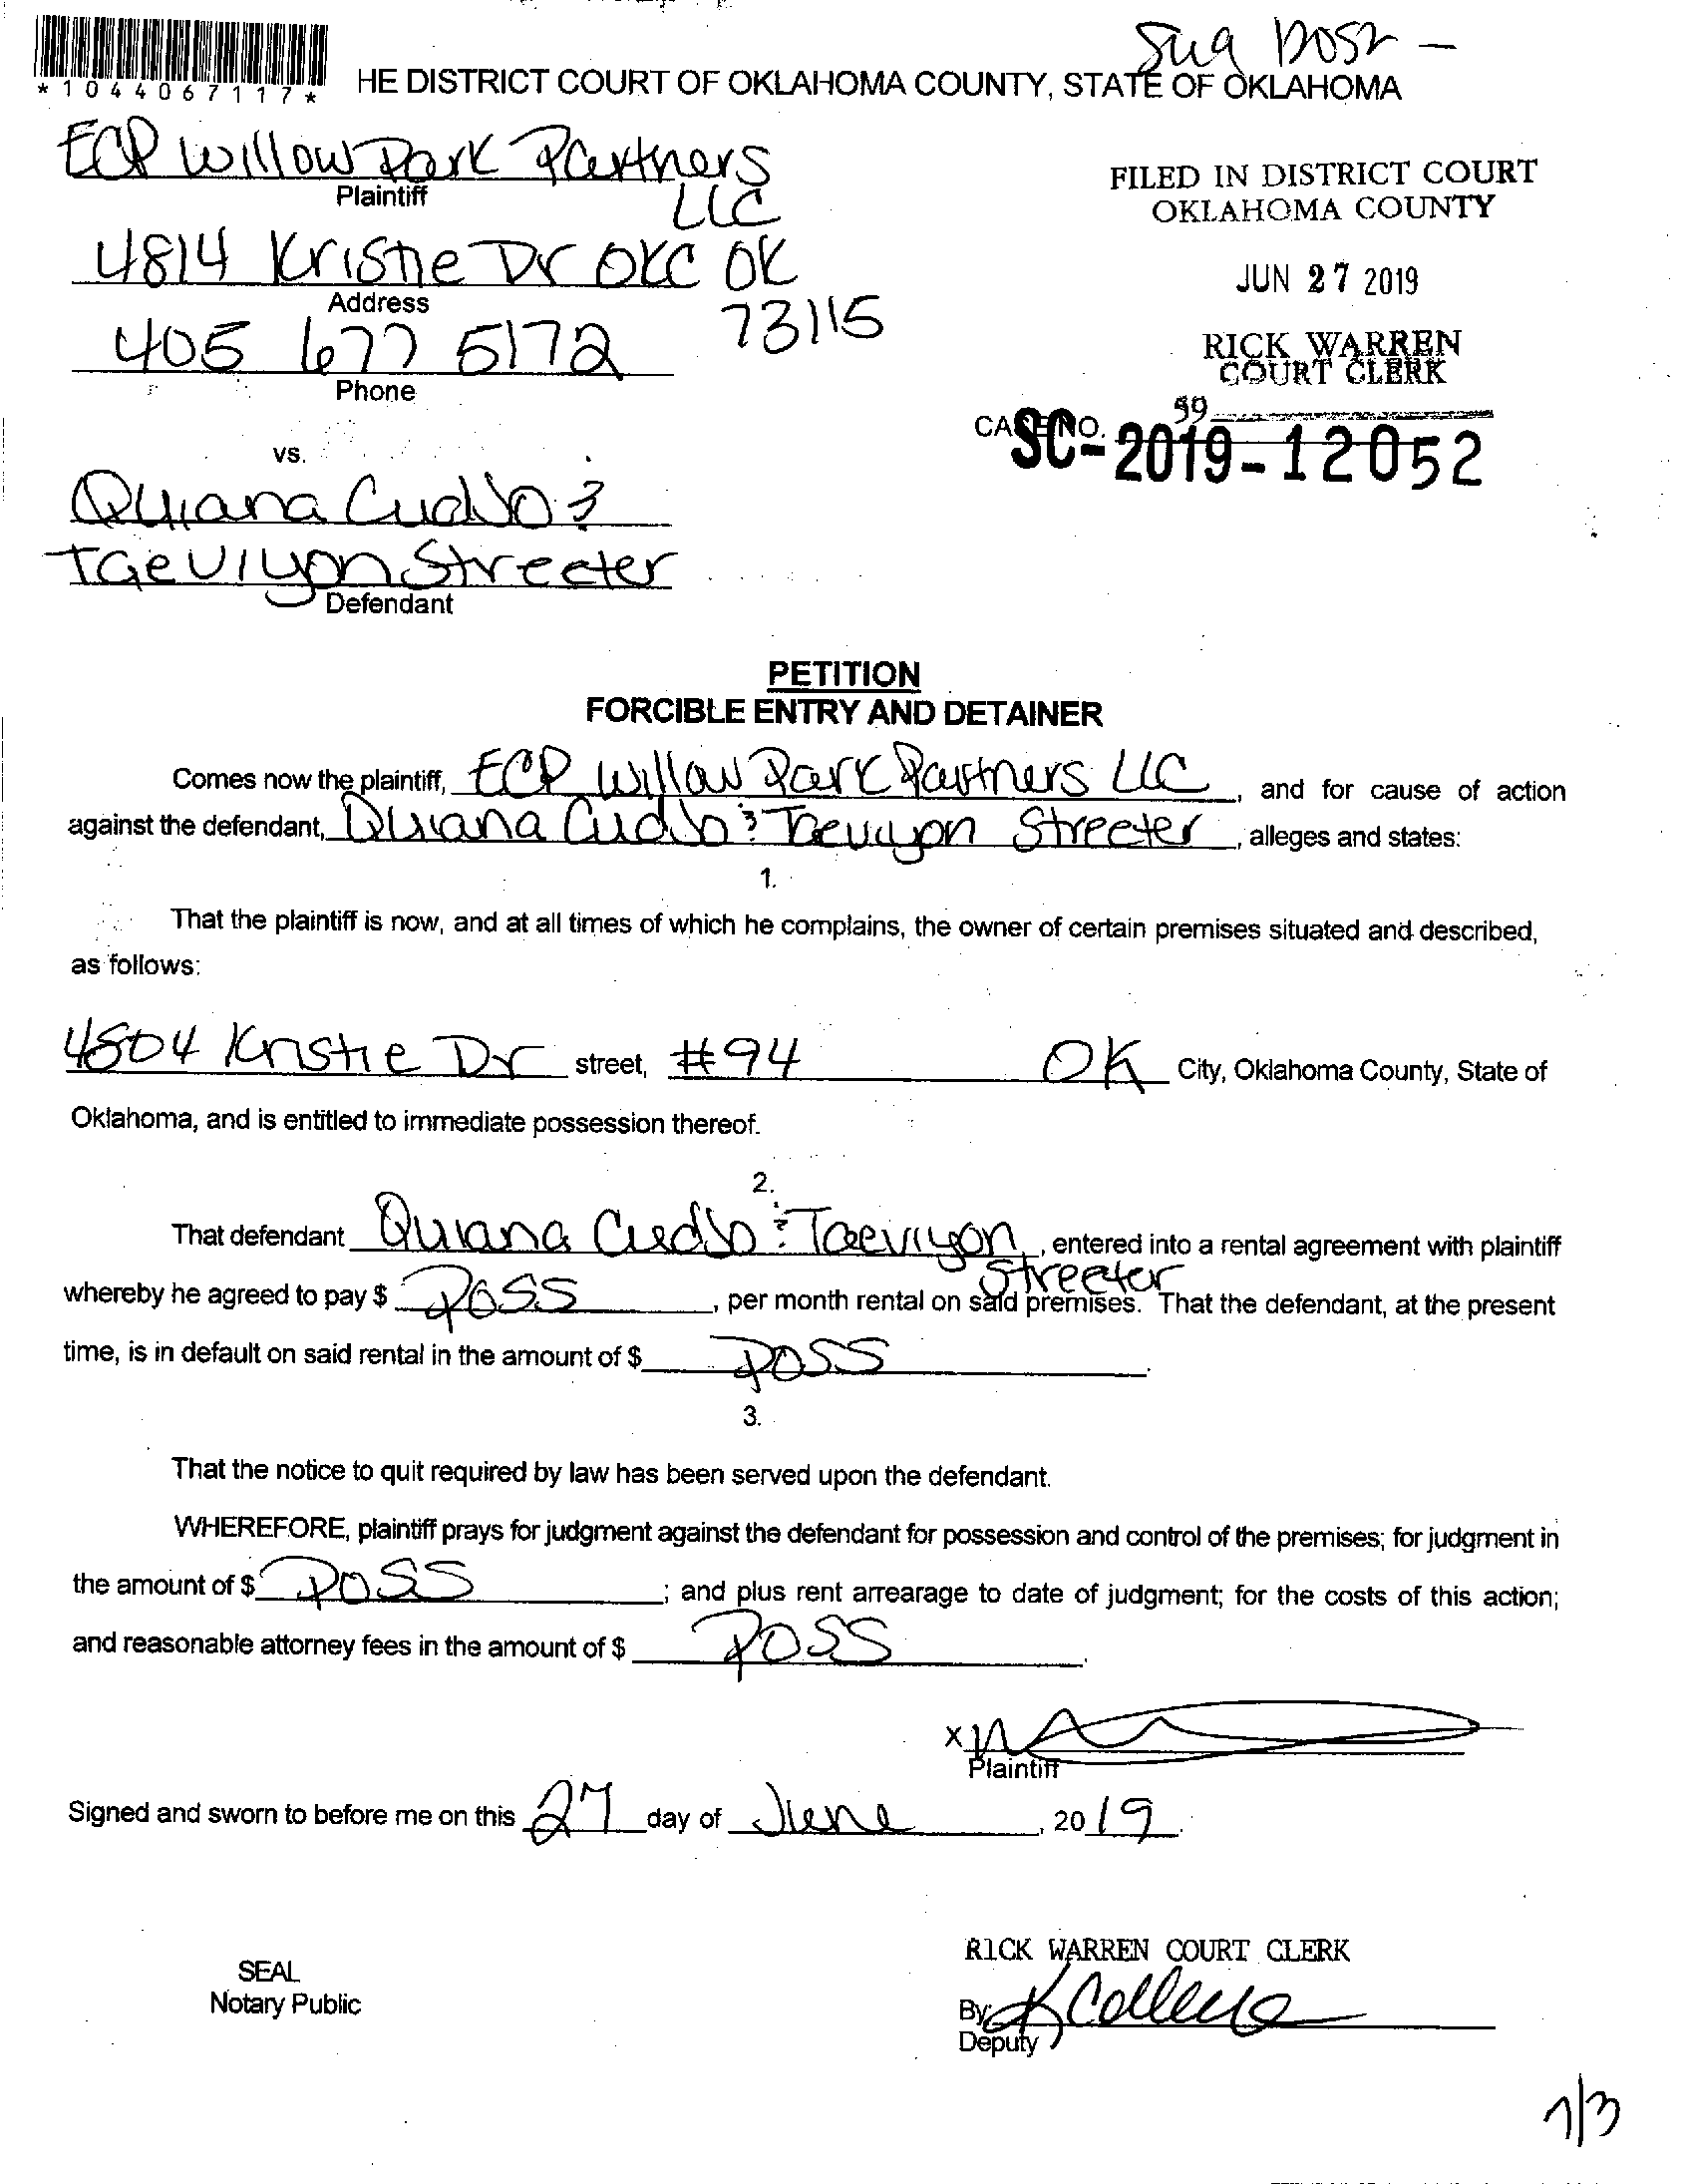 *1044067117*
HE DISTRICT COURT OF OKLAHOMA COUNTY, STATE OF OKLAHOMA
ECP Willow Park Partners
LLC
Plaintiff
4814 Kristie Dr OKC OK
73115
Address
405 677 5172
Phone
FILED IN DISTRICT COURT
OKLAHOMA COUNTY
JUN 27 2019
RICK WARREN
COURT CLERK
59
CASE NO.
SC-2019-12052
vs.
Quiana Cudjo &
Taeviyon Streeter
Defendant
PETITION
FORCIBLE ENTRY AND DETAINER
Comes now the plaintiff, ECP Willow Park Partners LLC, and for cause of action
against the defendant, Quiana Cudjo & Taeviyon Streeter, alleges and states:
1.
That the plaintiff is now, and at all times of which he complains, the owner of certain premises situated and described,
as follows:
4804 Kristie Dr street, #94 OK City, Oklahoma County, State of
Oklahoma, and is entitled to immediate possession thereof.
2.
That defendant Quiana Cudjo & Taeviyon Streeter, entered into a rental agreement with plaintiff
whereby he agreed to pay $ POSS, per month rental on said premises. That the defendant, at the present
time, is in default on said rental in the amount of $ POSS.
3.
That the notice to quit required by law has been served upon the defendant.
WHEREFORE, plaintiff prays for judgment against the defendant for possession and control of the premises; for judgment in
the amount of $ POSS; and plus rent arrearage to date of judgment; for the costs of this action;
and reasonable attorney fees in the amount of $ POSS.
X
Plaintiff
Signed and sworn to before me on this 27 day of June, 2019.
SEAL
Notary Public
RICK WARREN COURT CLERK
By:
Deputy
7/3